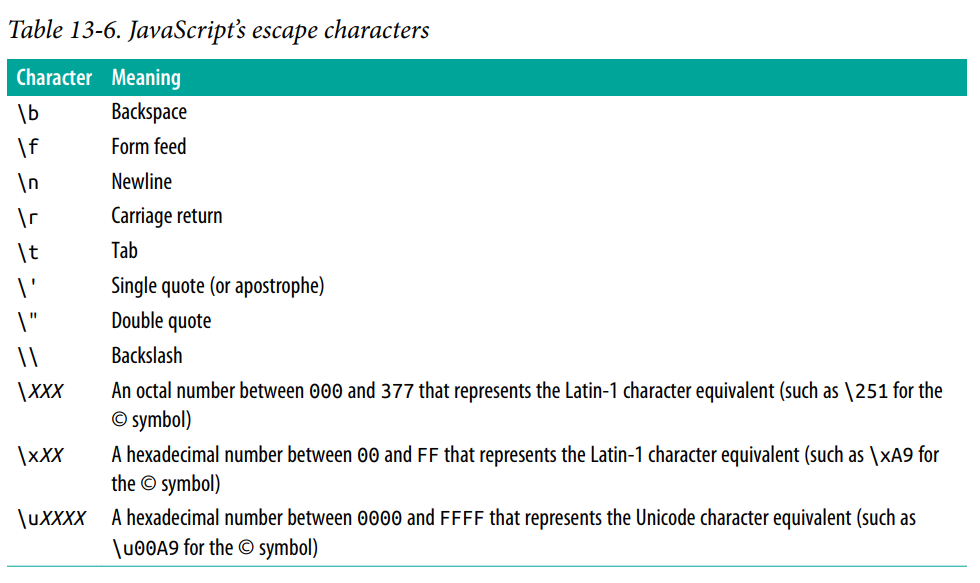 Table 13-6. JavaScript’s escape characters
Character Meaning
\b Backspace
\f Form feed
\n Newline
\r Carriage return
\t Tab
\' Single quote (or apostrophe)
\" Double quote
\\ Backslash
\XXX An octal number between 000 and 377 that represents the Latin-1 character equivalent (such as \251 for the
© symbol)
\xXX A hexadecimal number between 00 and FF that represents the Latin-1 character equivalent (such as \xA9 for
the © symbol)
\uXXXX A hexadecimal number between 0000 and FFFF that represents the Unicode character equivalent (such as
\u00A9 for the © symbol)